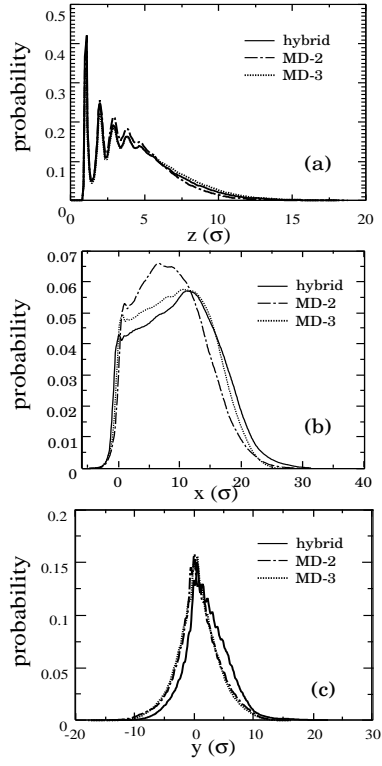 0.5
0.4
0.3
0.2
0.1
0
probability
hybrid
MD-2
MD-3
(a)
0 5 10 15 20
z (σ)
0.07
0.06
0.05
0.04
0.03
0.02
0.01
0
probability
hybrid
MD-2
MD-3
(b)
0 10 20 30 40
x (σ)
0.2
0.15
0.1
0.05
0
probability
hybrid
MD-2
MD-3
(c)
-20 -10 0 10 20 30
y (σ)